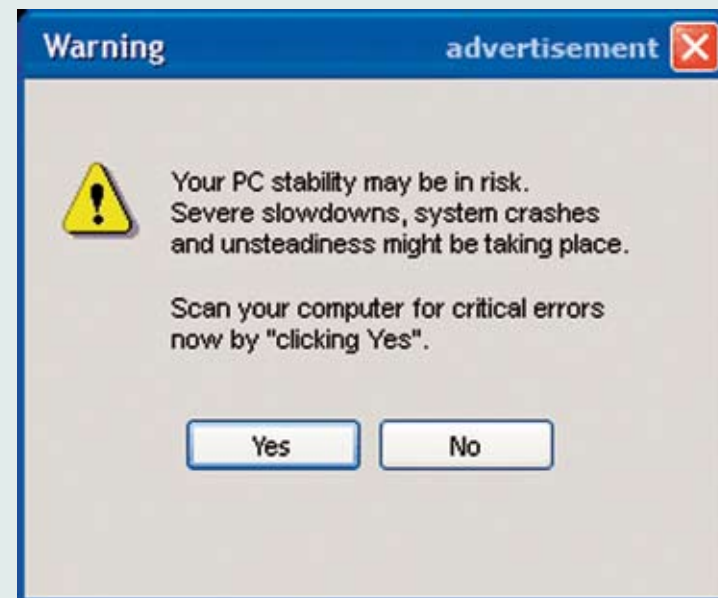 Warning advertisement
Your PC stability may be in risk.
Severe slowdowns, system crashes
and unsteadiness might be taking place.
Scan your computer for critical errors
now by "clicking Yes".
Yes No